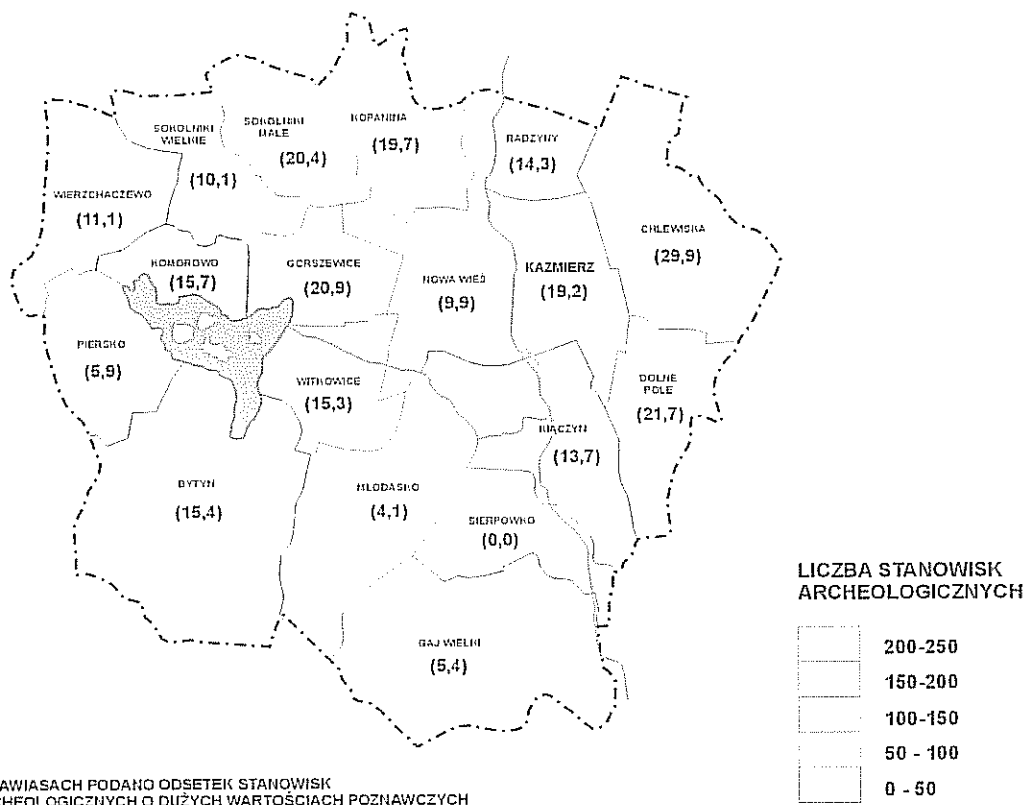 KOPANINA
(19,7)
SOKOLNIKI
MAŁE
(20,4)
SOKOLNIKI
WIELKIE
(10,1)
RADZYNY
(14,3)
WIERZCHACZEWO
(11,1)
CHLEWISKA
(29,9)
KOMOROWO
(15,7)
GORSZEWICE
(20,9)
NOWA WIEŚ
(9,9)
KAZMIERZ
(19,2)
PIERSKO
(5,9)
WITKOWICE
(15,3)
DOLNE
POLE
(21,7)
KIĄCZYN
(13,7)
BYTYŃ
(15,4)
MŁODASKO
(4,1)
SIERPÓWKO
(0,0)
GAJ WIELKI
(5,4)
LICZBA STANOWISK
ARCHEOLOGICZNYCH
200-250
150-200
100-150
50 - 100
0 - 50
AWIASACH PODANO ODSETEK STANOWISK
CHEOLOGICZNYCH O DUŻYCH WARTOŚCIACH POZNAWCZYCH